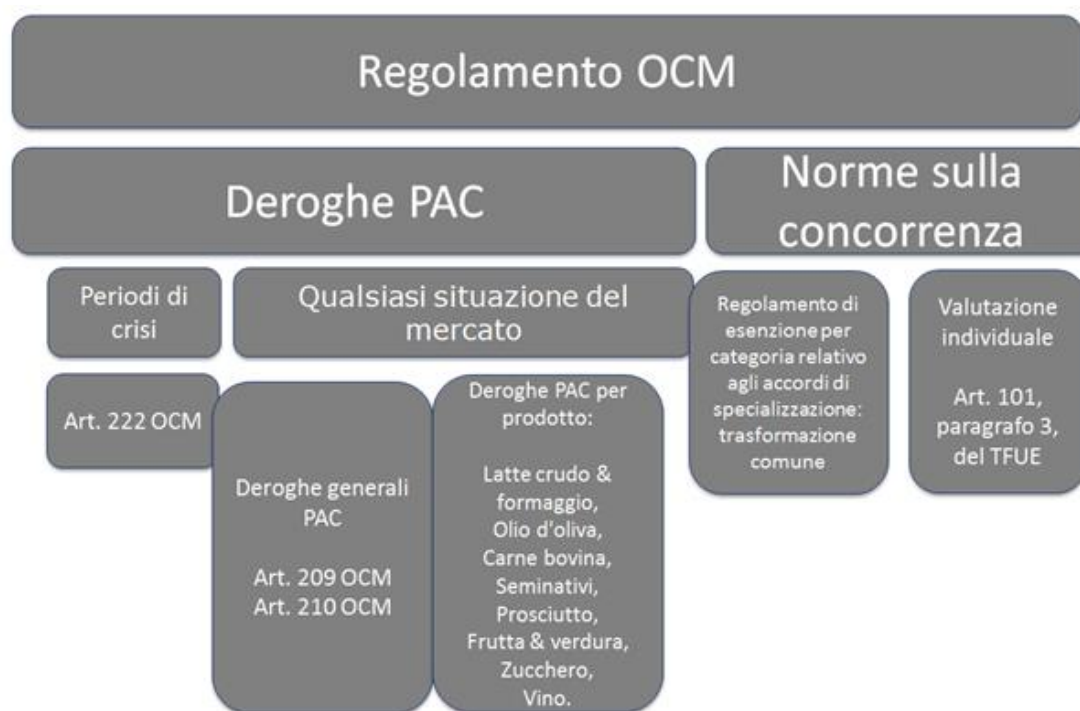 Regolamento OCM
Deroghe PAC
Norme sulla
concorrenza
Periodi di
crisi
Qualsiasi situazione del
mercato
Regolamento di
esenzione per
categoria relativo
agli accordi di
specializzazione:
trasformazione
comune
Valutazione
individuale
Art. 101,
paragrafo 3,
del TFUE
Art. 222 OCM
Deroghe generali
PAC
Art. 209 OCM
Art. 210 OCM
Deroghe PAC per
prodotto:
Latte crudo &
formaggio,
Olio d'oliva,
Carne bovina,
Seminativi,
Prosciutto,
Frutta & verdura,
Zucchero,
Vino.